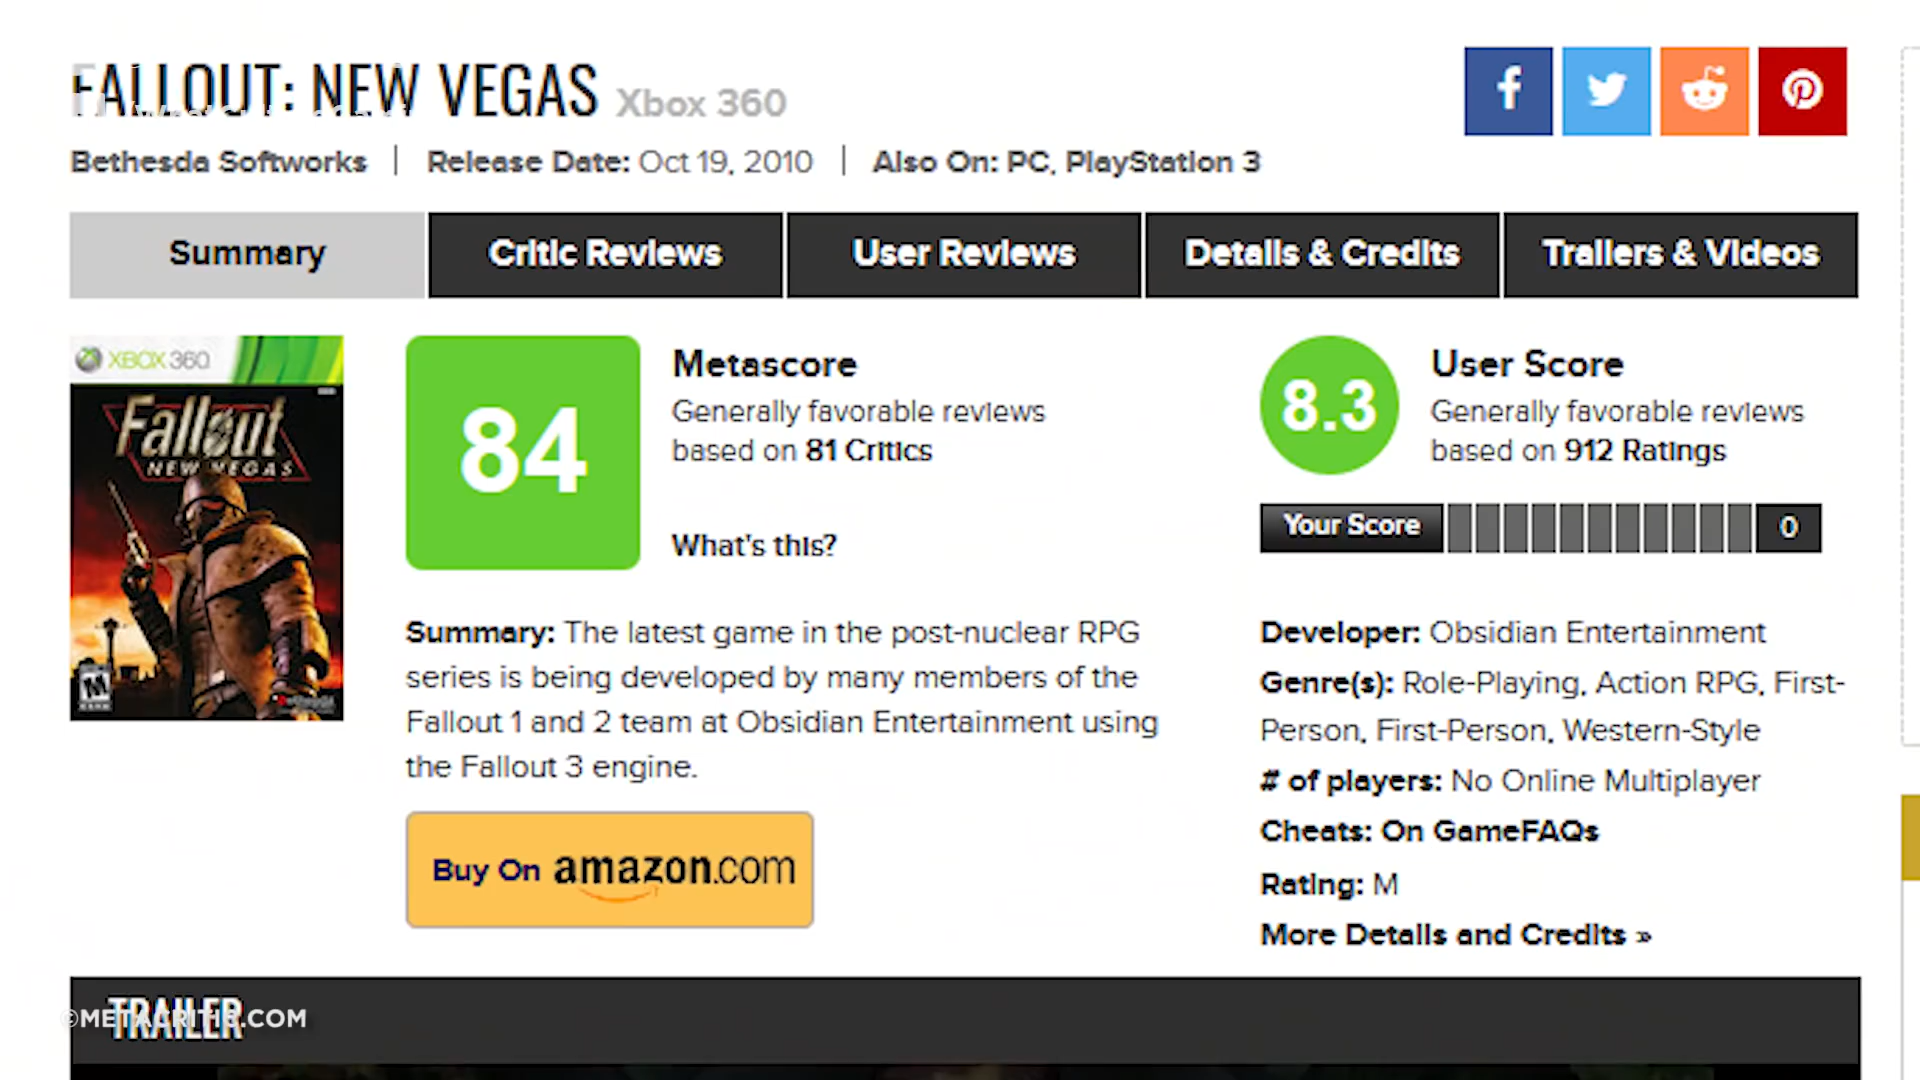 FALLOUT: NEW VEGAS Xbox 360
Bethesda Softworks | Release Date: Oct 19, 2010 | Also On: PC, PlayStation 3
Summary Critic Reviews User Reviews Details & Credits Trailers & Videos
XBOX 360
Fallout
NEW VEGAS
M
84
Metascore
Generally favorable reviews
based on 81 Critics
What's this?
8.3
User Score
Generally favorable reviews
based on 912 Ratings
Your Score 0
Summary: The latest game in the post-nuclear RPG
series is being developed by many members of the
Fallout 1 and 2 team at Obsidian Entertainment using
the Fallout 3 engine.
Buy On amazon.com
Developer: Obsidian Entertainment
Genre(s): Role-Playing, Action RPG, First-
Person, First-Person, Western-Style
# of players: No Online Multiplayer
Cheats: On GameFAQs
Rating: M
More Details and Credits »
TRAILER
©METACRITIC.COM